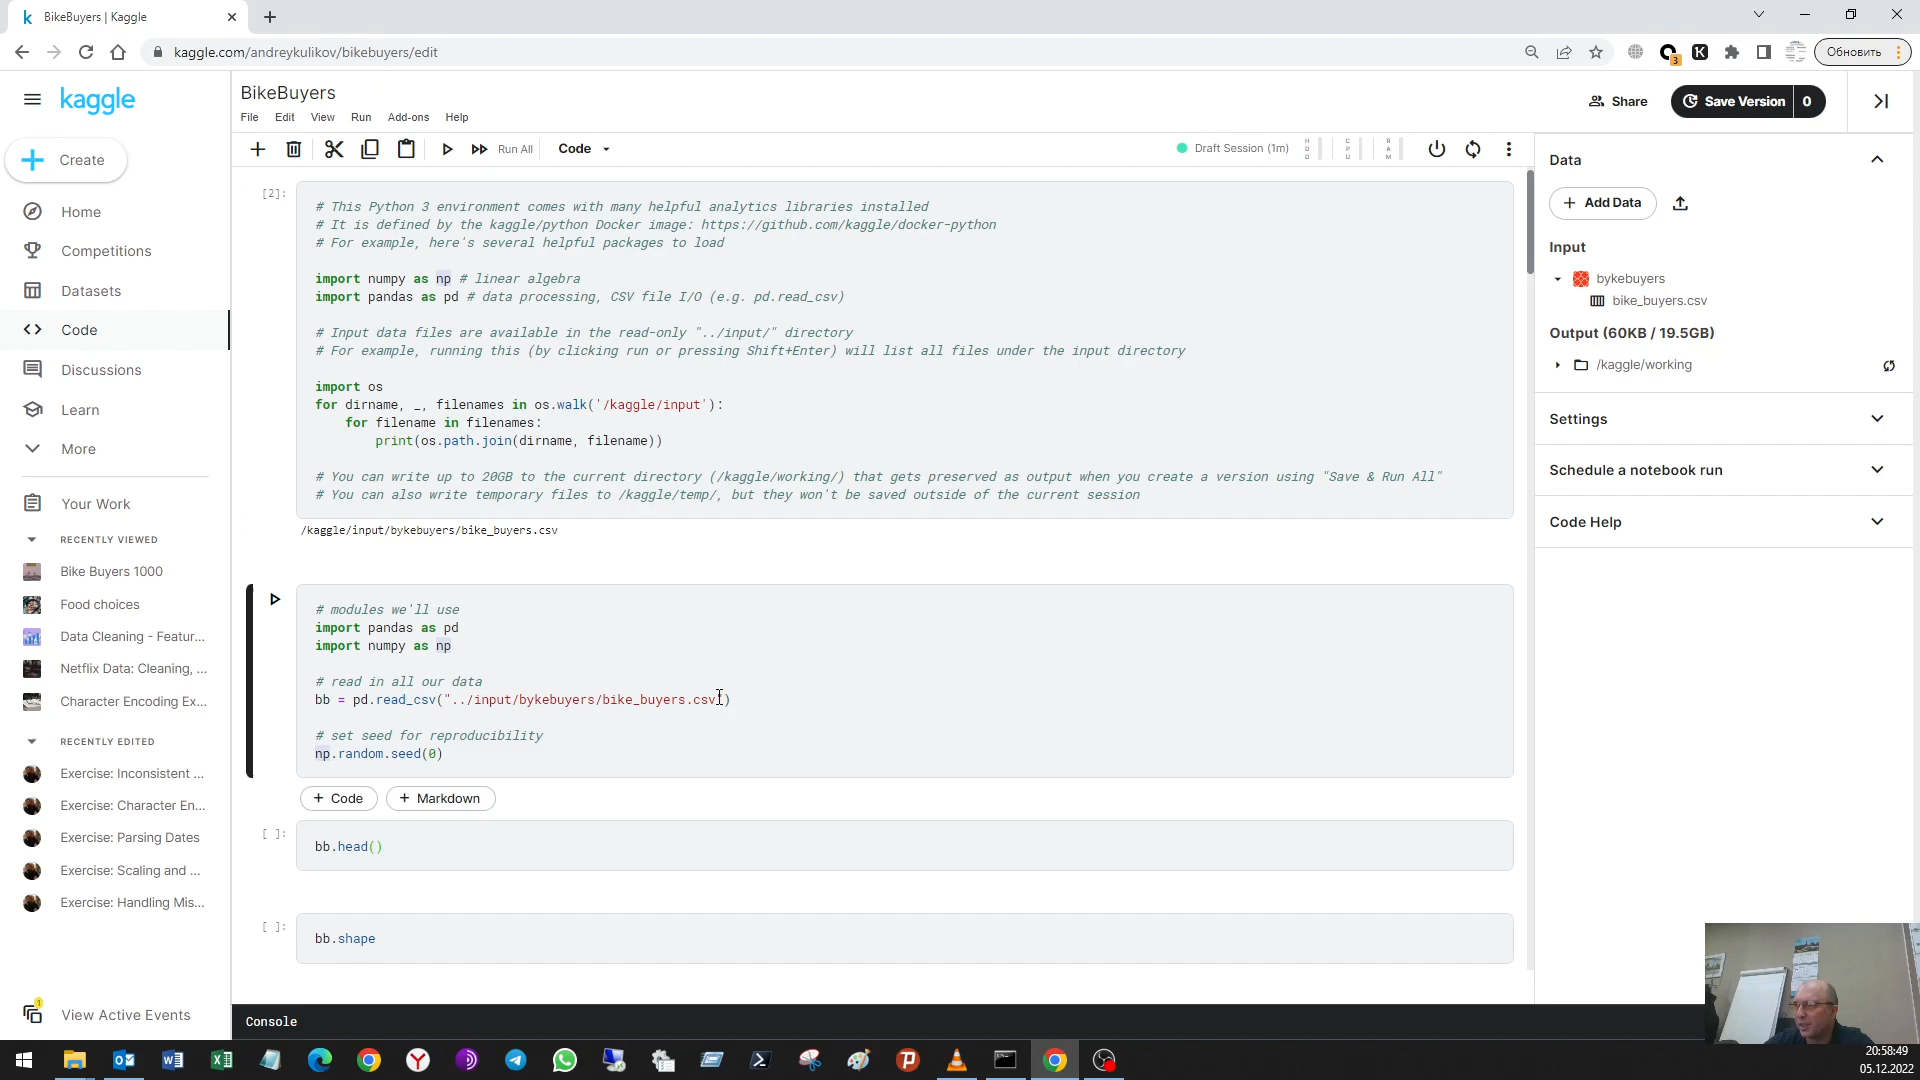 BikeBuyers | Kaggle
kaggle.com/andreykulikov/bikebuyers/edit
3
Обновить
kaggle
Create
Home
Competitions
Datasets
Code
Discussions
Learn
More
Your Work
RECENTLY VIEWED
Bike Buyers 1000
Food choices
Data Cleaning - Featur...
Netflix Data: Cleaning, ...
Character Encoding Ex...
RECENTLY EDITED
Exercise: Inconsistent ...
Exercise: Character En...
Exercise: Parsing Dates
Exercise: Scaling and ...
Exercise: Handling Mis...
1
View Active Events
BikeBuyers
File Edit View Run Add-ons Help
Share
Save Version 0
Run All Code
Draft Session (1m) HDD CPU RAM
[2]:
# This Python 3 environment comes with many helpful analytics libraries installed
# It is defined by the kaggle/python Docker image: https://github.com/kaggle/docker-python
# For example, here's several helpful packages to load
import numpy as np # linear algebra
import pandas as pd # data processing, CSV file I/O (e.g. pd.read_csv)
# Input data files are available in the read-only "../input/" directory
# For example, running this (by clicking run or pressing Shift+Enter) will list all files under the input directory
import os
for dirname, _, filenames in os.walk('/kaggle/input'):
for filename in filenames:
print(os.path.join(dirname, filename))
# You can write up to 20GB to the current directory (/kaggle/working/) that gets preserved as output when you create a version using "Save & Run All"
# You can also write temporary files to /kaggle/temp/, but they won't be saved outside of the current session
/kaggle/input/bykebuyers/bike_buyers.csv
# modules we'll use
import pandas as pd
import numpy as np
# read in all our data
bb = pd.read_csv("../input/bykebuyers/bike_buyers.csv")
# set seed for reproducibility
np.random.seed(0)
+ Code + Markdown
[ ]:
bb.head()
[ ]:
bb.shape
Console
Data
+ Add Data
Input
bykebuyers
bike_buyers.csv
Output (60KB / 19.5GB)
/kaggle/working
Settings
Schedule a notebook run
Code Help
20:58:49
05.12.2022